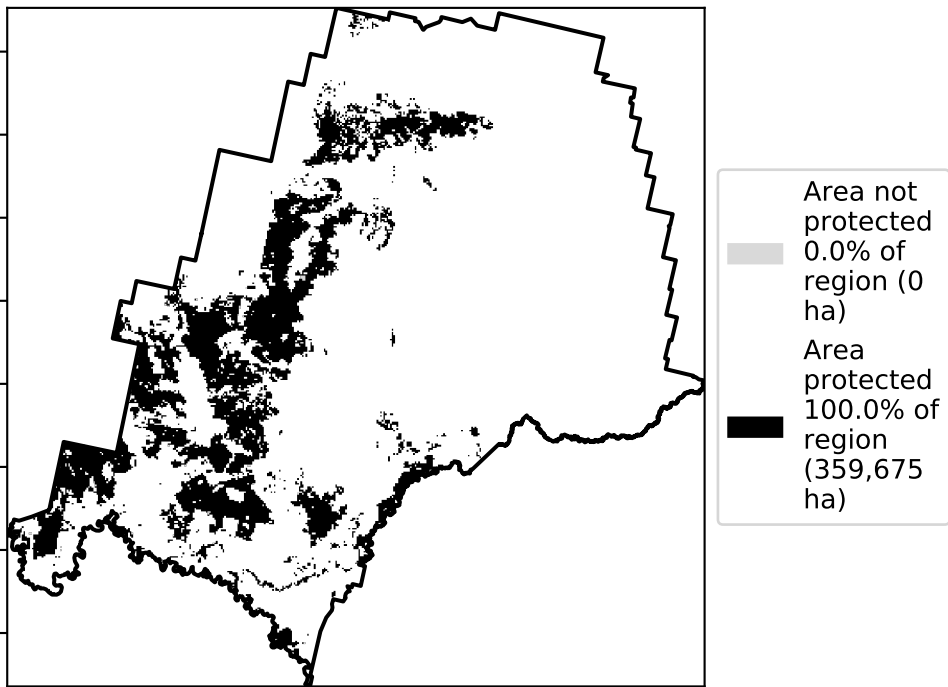 Area not
protected
0.0% of
region (0
ha)
Area
protected
100.0% of
region
(359,675
ha)